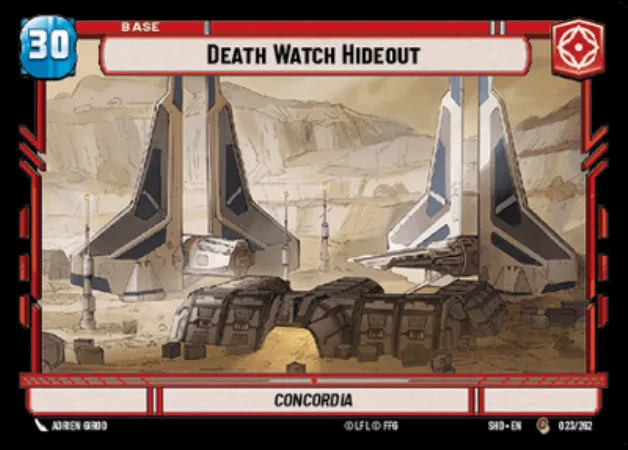 BASE
30
DEATH WATCH HIDEOUT
CONCORDIA
ADRIEN GIROD
© LFL © FFG
SHD • EN
023/262